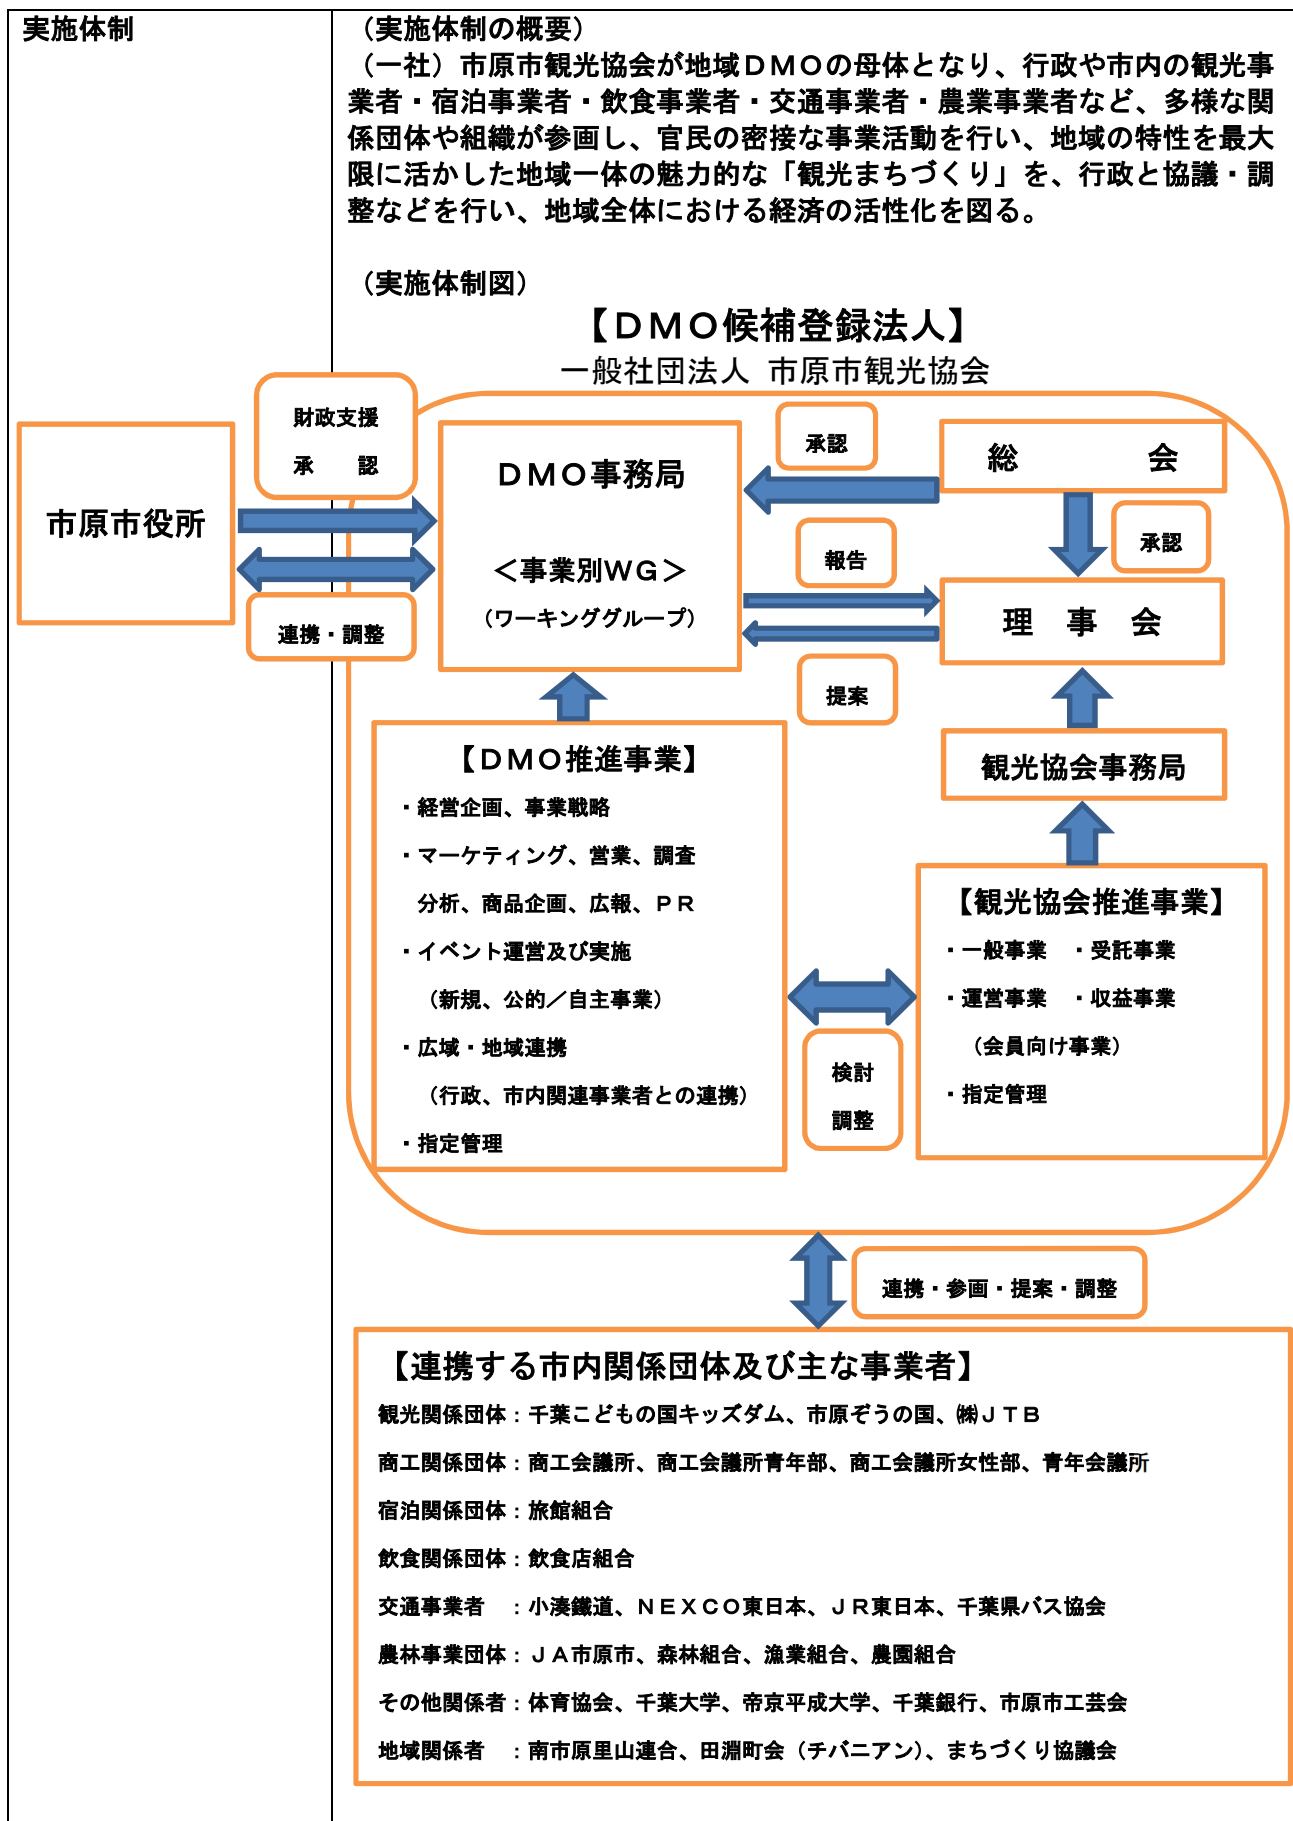 実施体制
（実施体制の概要）
（一社）市原市観光協会が地域ＤＭＯの母体となり、行政や市内の観光事
業者・宿泊事業者・飲食事業者・交通事業者・農業事業者など、多様な関
係団体や組織が参画し、官民の密接な事業活動を行い、地域の特性を最大
限に活かした地域一体の魅力的な「観光まちづくり」を、行政と協議・調
整などを行い、地域全体における経済の活性化を図る。
（実施体制図）
【ＤＭＯ候補登録法人】
一般社団法人 市原市観光協会
財政支援
承　認
市原市役所
連携・調整
ＤＭＯ事務局
＜事業別ＷＧ＞
（ワーキンググループ）
承認
総　会
承認
報告
理　事　会
提案
観光協会事務局
【ＤＭＯ推進事業】
・経営企画、事業戦略
・マーケティング、営業、調査
分析、商品企画、広報、ＰＲ
・イベント運営及び実施
（新規、公的／自主事業）
・広域・地域連携
（行政、市内関連事業者との連携）
・指定管理
検討
調整
【観光協会推進事業】
・一般事業　・受託事業
・運営事業　・収益事業
（会員向け事業）
・指定管理
連携・参画・提案・調整
【連携する市内関係団体及び主な事業者】
観光関係団体：千葉こどもの国キッズダム、市原ぞうの国、㈱ＪＴＢ
商工関係団体：商工会議所、商工会議所青年部、商工会議所女性部、青年会議所
宿泊関係団体：旅館組合
飲食関係団体：飲食店組合
交通事業者　：小湊鐵道、ＮＥＸＣＯ東日本、ＪＲ東日本、千葉県バス協会
農林事業団体：ＪＡ市原市、森林組合、漁業組合、農園組合
その他関係者：体育協会、千葉大学、帝京平成大学、千葉銀行、市原市工芸会
地域関係者　：南市原里山連合、田淵町会（チバニアン）、まちづくり協議会